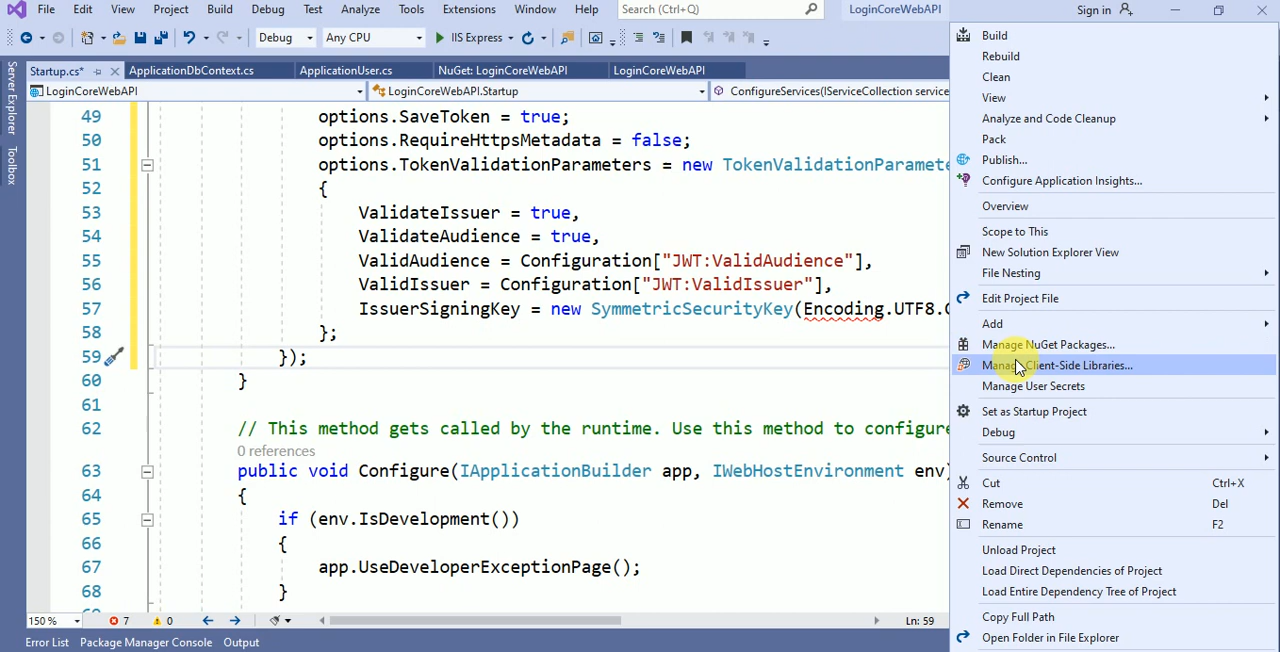 File Edit View Project Build Debug Test Analyze Tools Extensions Window Help Search (Ctrl+Q) LoginCoreWebAPI Sign in
Debug Any CPU IIS Express
Startup.cs* ApplicationDbContext.cs ApplicationUser.cs NuGet: LoginCoreWebAPI LoginCoreWebAPI
LoginCoreWebAPI LoginCoreWebAPI.Startup ConfigureServices(IServiceCollection service
Server Explorer
Toolbox
49 options.SaveToken = true;
50 options.RequireHttpsMetadata = false;
51 options.TokenValidationParameters = new TokenValidationParamete
52 {
53 ValidateIssuer = true,
54 ValidateAudience = true,
55 ValidAudience = Configuration["JWT:ValidAudience"],
56 ValidIssuer = Configuration["JWT:ValidIssuer"],
57 IssuerSigningKey = new SymmetricSecurityKey(Encoding.UTF8.
58 };
59 });
60 }
61
62 // This method gets called by the runtime. Use this method to configure
0 references
63 public void Configure(IApplicationBuilder app, IWebHostEnvironment env)
64 {
65 if (env.IsDevelopment())
66 {
67 app.UseDeveloperExceptionPage();
68 }
150 % 7 0 Ln: 59
Error List Package Manager Console Output
Build
Rebuild
Clean
View
Analyze and Code Cleanup
Pack
Publish...
Configure Application Insights...
Overview
Scope to This
New Solution Explorer View
File Nesting
Edit Project File
Add
Manage NuGet Packages...
Manage Client-Side Libraries...
Manage User Secrets
Set as Startup Project
Debug
Source Control
Cut Ctrl+X
Remove Del
Rename F2
Unload Project
Load Direct Dependencies of Project
Load Entire Dependency Tree of Project
Copy Full Path
Open Folder in File Explorer